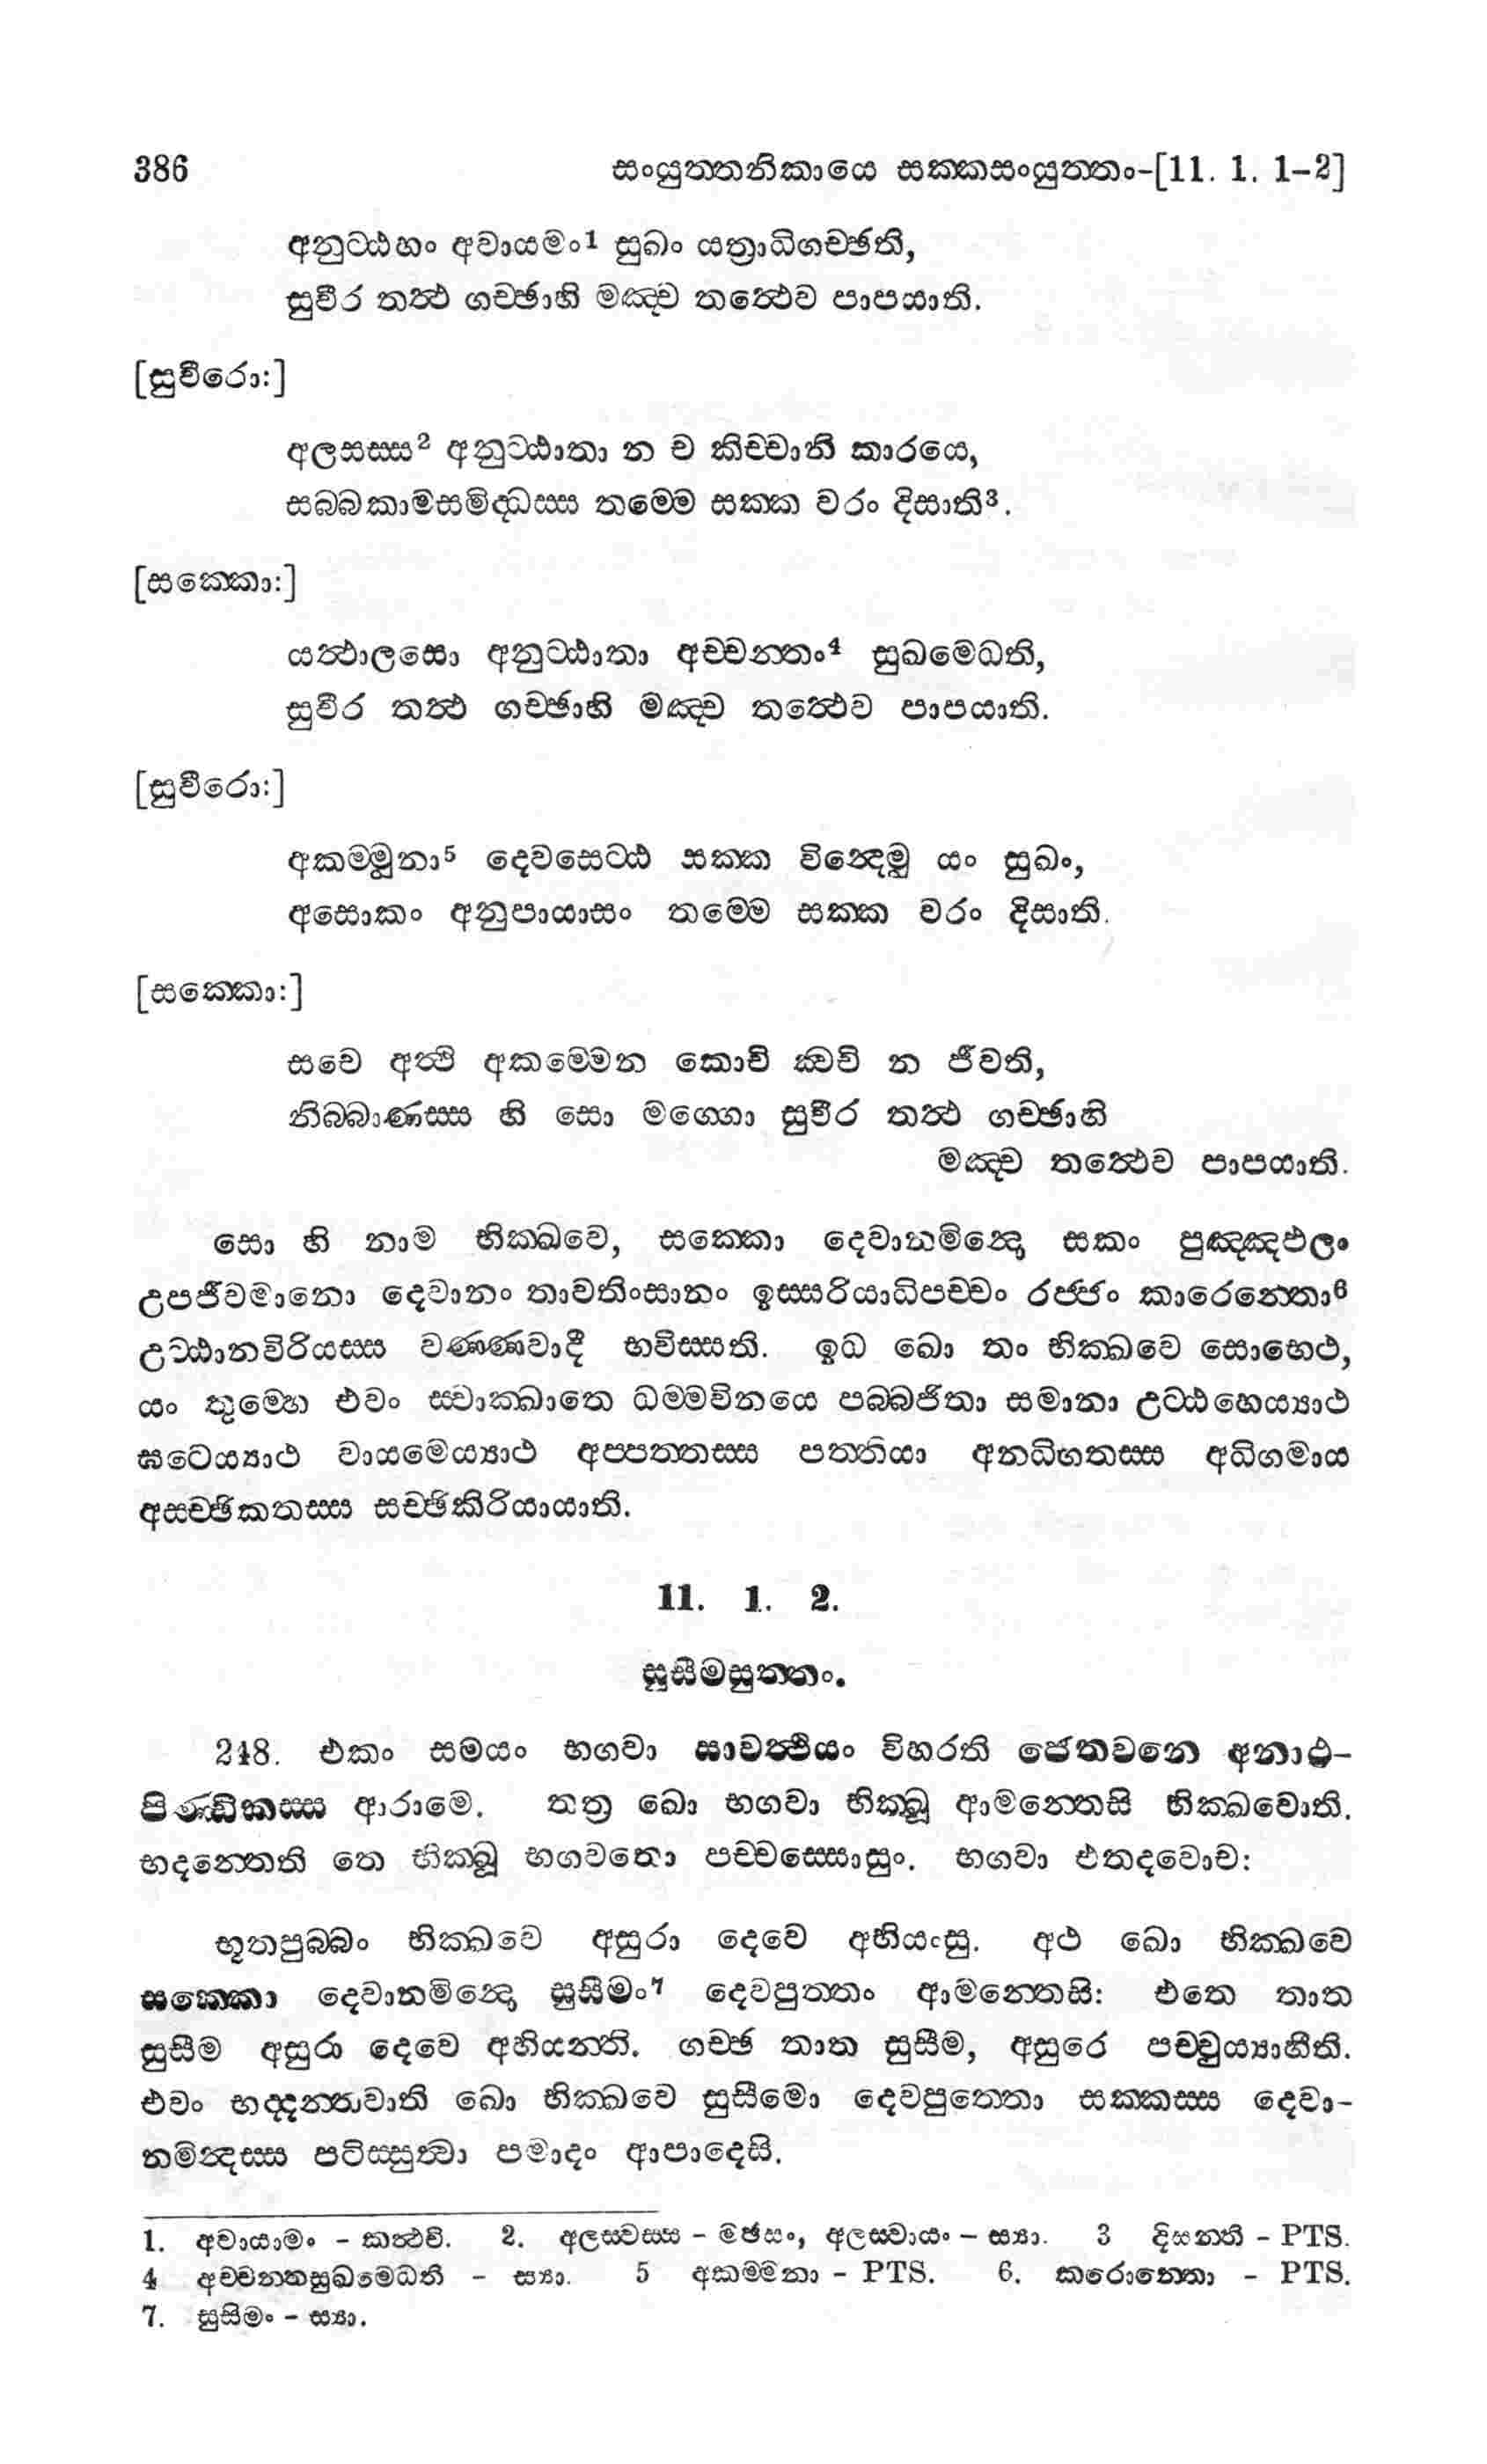 386 සංයුත්තනිකායෙ සක්කසංයුත්තං-[11. 1. 1-2]
අනුට්ඨහං අවායමං1 සුඛං යත්‍රාධිගච්ඡති,
සුවීර තත්ථ ගච්ඡාහි මඤ්ච තත්ථෙව පාපයාති.
[සුවීරො:]
අලසස්ස2 අනුට්ඨාතා න ච කිච්චානි කාරයෙ,
සබ්බකාමසමිද්ධස්ස තම්මෙ සක්ක වරං දිසාති3.
[සක්කො:]
යත්ථාලසො අනුට්ඨාතා අච්චන්තං4 සුඛමෙධති,
සුවීර තත්ථ ගච්ඡාහි මඤ්ච තත්ථෙව පාපයාති.
[සුවීරො:]
අකම්මුනා5 දෙවසෙට්ඨ සක්ක වින්දෙමු යං සුඛං,
අසොකං අනුපායාසං තම්මෙ සක්ක වරං දිසාති.
[සක්කො:]
සචෙ අත්ථි අකම්මෙන කොචි ක්වචි න ජීවති,
නිබ්බාණස්ස හි සො මග්ගො සුවීර තත්ථ ගච්ඡාහි
මඤ්ච තත්ථෙව පාපයාති.
සො හි නාම භික්ඛවෙ, සක්කො දෙවානමින්දො සකං පුඤ්ඤඵලං
උපජීවමානො දෙවානං තාවතිංසානං ඉස්සරියාධිපච්චං රජ්ජං කාරෙන්තො6
උට්ඨානවිරියස්ස වණ්ණවාදී භවිස්සති. ඉධ ඛො තං භික්ඛවෙ සොභෙථ,
යං තුම්හෙ එවං ස්වාක්ඛාතෙ ධම්මවිනයෙ පබ්බජිතා සමානා උට්ඨහෙය්‍යාථ
ඝටෙය්‍යාථ වායමෙය්‍යාථ අප්පත්තස්ස පත්තියා අනධිගතස්ස අධිගමාය
අසච්ඡිකතස්ස සච්ඡිකිරියායාති.
11. 1. 2.
සුසීමසුත්තං.
248. එකං සමයං භගවා සාවත්ථියං විහරති ජෙතවනෙ අනාථ-
පිණ්ඩිකස්ස ආරාමෙ. තත්‍ර ඛො භගවා භික්ඛූ ආමන්තෙසි භික්ඛවොති.
භදන්තෙති තෙ භික්ඛූ භගවතො පච්චස්සොසුං. භගවා එතදවොච:
භූතපුබ්බං භික්ඛවෙ අසුරා දෙවෙ අභියංසු. අථ ඛො භික්ඛවෙ
සක්කො දෙවානමින්දො සුසීමං7 දෙවපුත්තං ආමන්තෙසි: එතෙ තාත
සුසීම අසුරා දෙවෙ අභියන්ති. ගච්ඡ තාත සුසීම, අසුරෙ පච්චුය්‍යාහීති.
එවං භද්දන්තවාති ඛො භික්ඛවෙ සුසීමො දෙවපුත්තො සක්කස්ස දෙවා-
නමින්දස්ස පටිස්සුත්වා පමාදං ආපාදෙසි.
1. අවායාමං - කත්ථචි. 2. අලස්වස්ස - මඡසං, අලස්වායං - ස්‍යා. 3 දිසන්ති - PTS.
4 අච්චන්තසුඛමෙධති - ස්‍යා. 5 අකම්මනා - PTS. 6. කරොන්තො - PTS.
7. සුසිමං - ස්‍යා.